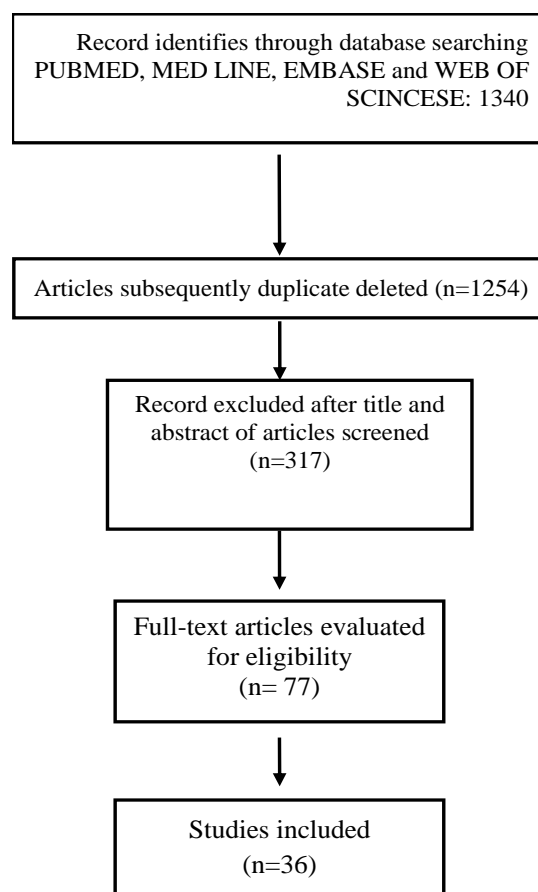 Record identifies through database searching
PUBMED, MED LINE, EMBASE and WEB OF
SCINCESE: 1340
Articles subsequently duplicate deleted (n=1254)
Record excluded after title and
abstract of articles screened
(n=317)
Full-text articles evaluated
for eligibility
(n= 77)
Studies included
(n=36)